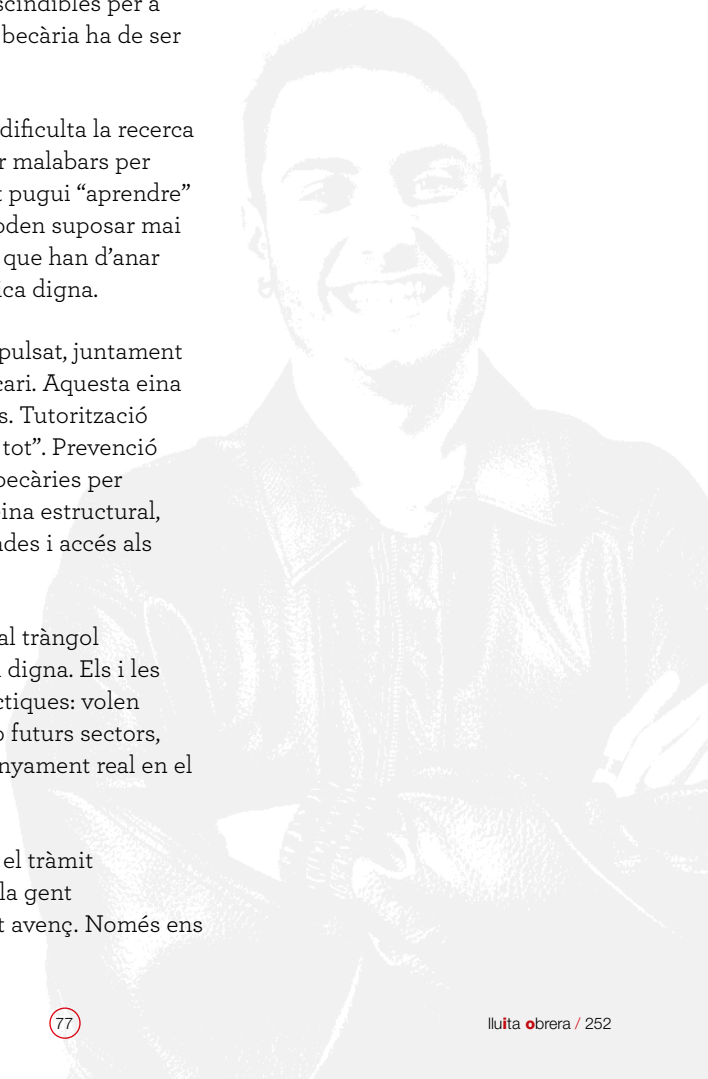 scindibles per a
becària ha de ser
dificulta la recerca
r malabars per
pugui “aprendre”
oden suposar mai
que han d’anar
ica digna.
pulsat, juntament
cari. Aquesta eina
s. Tutorització
tot”. Prevenció
becàries per
ina estructural,
ndes i accés als
al tràngol
digna. Els i les
ctiques: volen
futurs sectors,
nyament real en el
el tràmit
la gent
t avenç. Només ens
77
lluita obrera / 252